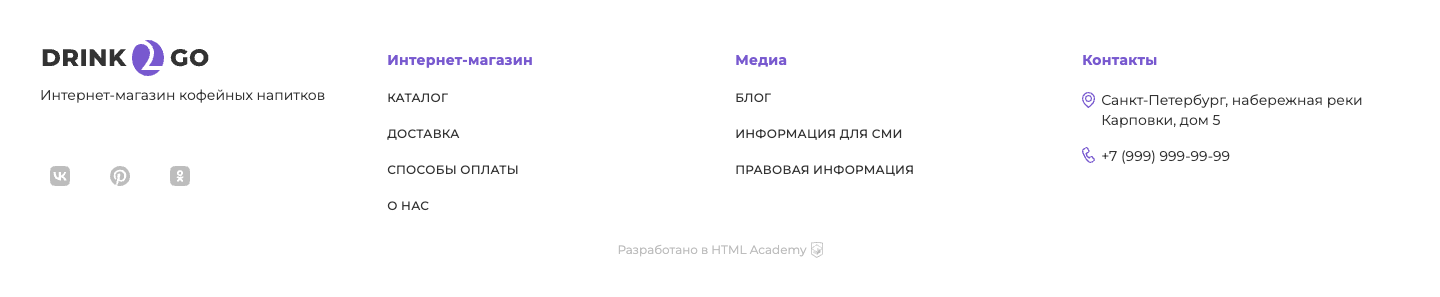 DRINK 2 GO
Интернет-магазин кофейных напитков
Интернет-магазин
КАТАЛОГ
ДОСТАВКА
СПОСОБЫ ОПЛАТЫ
О НАС
Медиа
БЛОГ
ИНФОРМАЦИЯ ДЛЯ СМИ
ПРАВОВАЯ ИНФОРМАЦИЯ
Контакты
Санкт-Петербург, набережная реки
Карповки, дом 5
+7 (999) 999-99-99
Разработано в HTML Academy